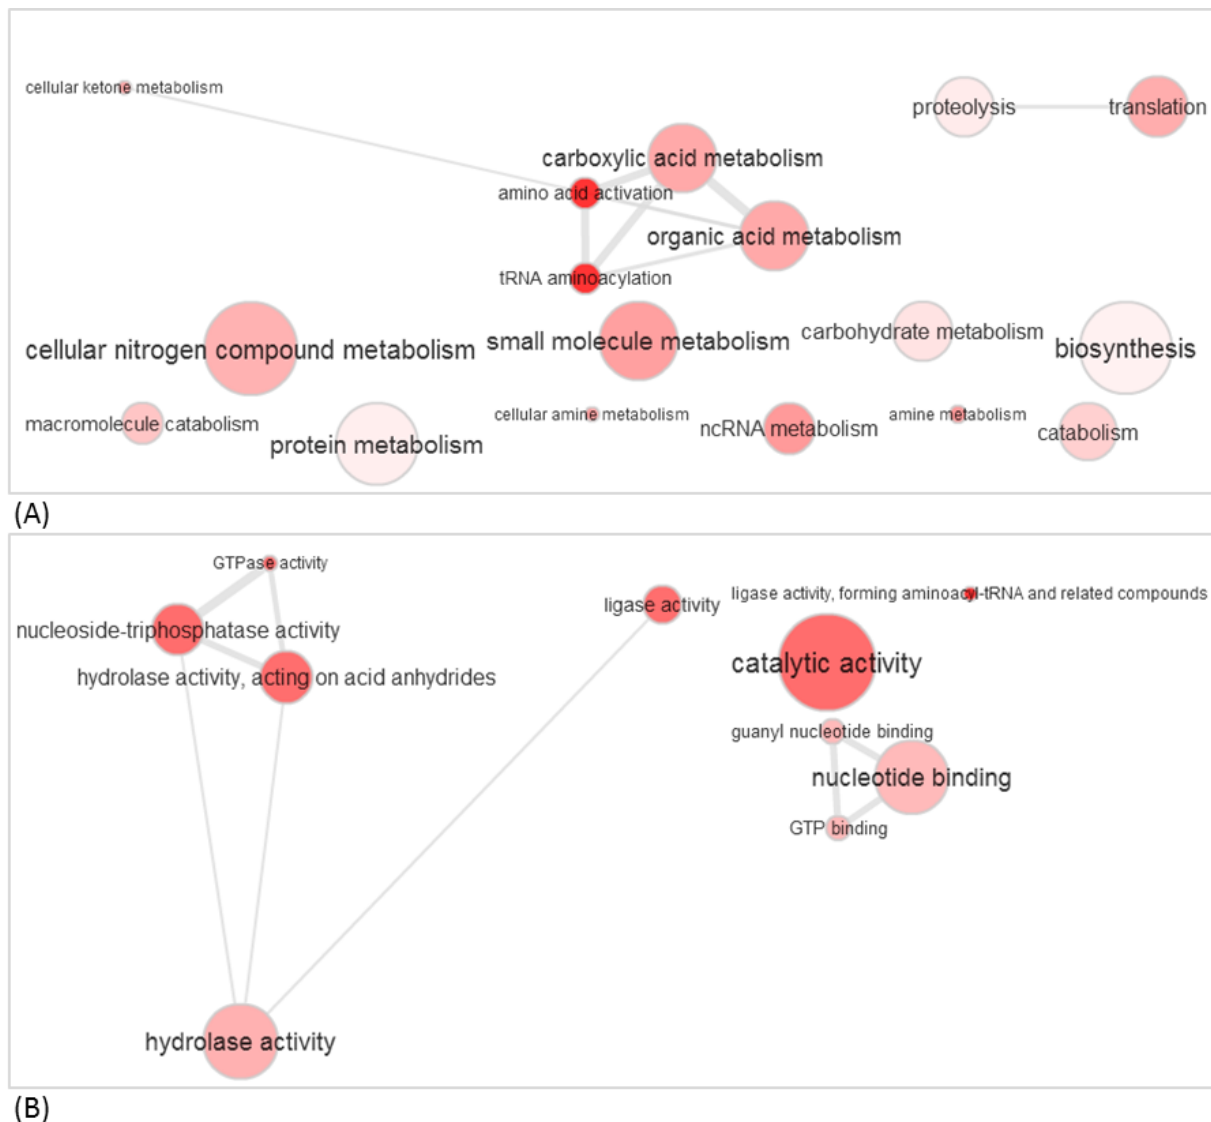 cellular ketone metabolism
proteolysis
translation
carboxylic acid metabolism
amino acid activation
organic acid metabolism
tRNA aminoacylation
cellular nitrogen compound metabolism
small molecule metabolism
carbohydrate metabolism
biosynthesis
macromolecule catabolism
protein metabolism
cellular amine metabolism
ncRNA metabolism
amine metabolism
catabolism
(A)
GTPase activity
nucleoside-triphosphatase activity
hydrolase activity, acting on acid anhydrides
ligase activity
ligase activity, forming aminoacyl-tRNA and related compounds
catalytic activity
guanyl nucleotide binding
nucleotide binding
GTP binding
hydrolase activity
(B)